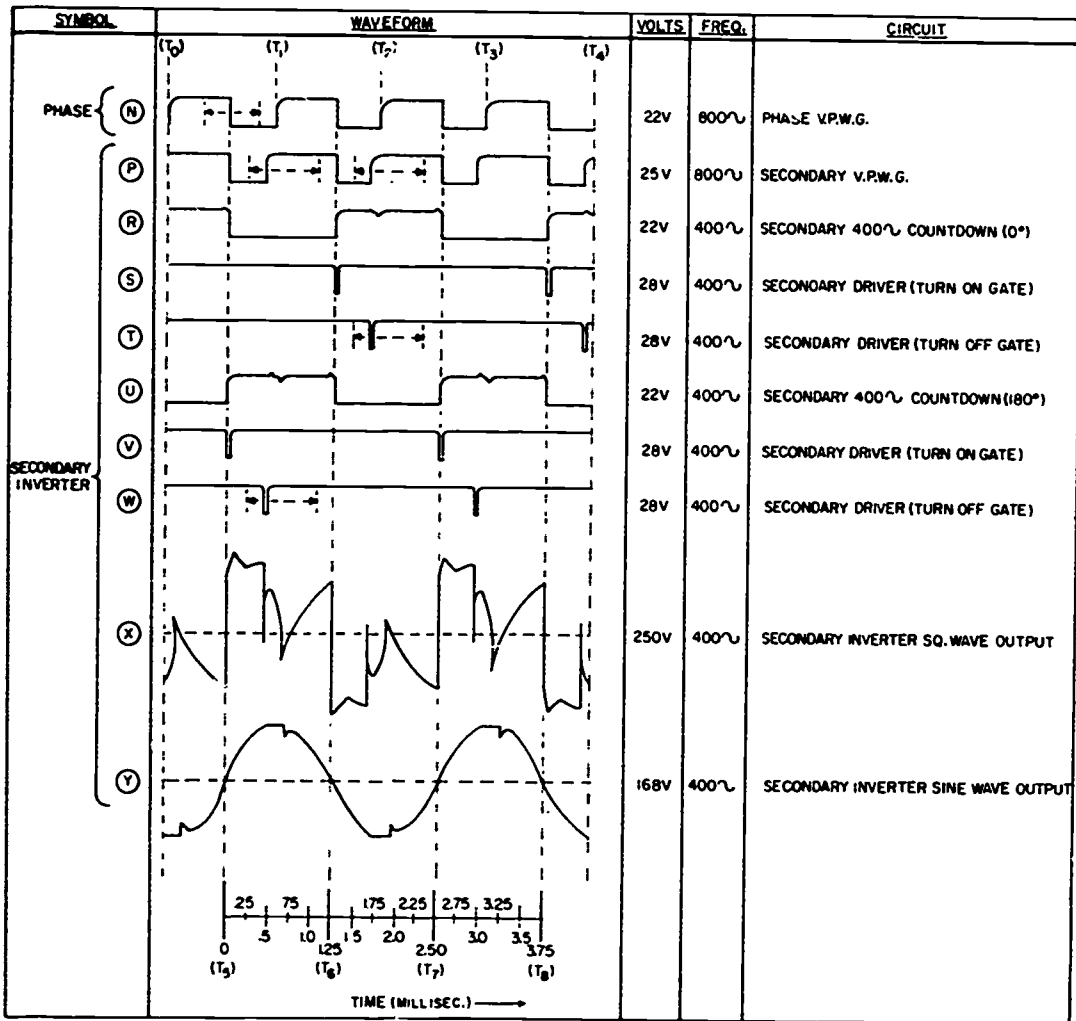 SYMBOL WAVEFORM VOLTS FREQ. CIRCUIT
(T0) (T1) (T2) (T3) (T4)
PHASE { N 22V 800∿ PHASE V.P.W.G.
P 25V 800∿ SECONDARY V.P.W.G.
R 22V 400∿ SECONDARY 400∿ COUNTDOWN (0°)
S 28V 400∿ SECONDARY DRIVER (TURN ON GATE)
T 28V 400∿ SECONDARY DRIVER (TURN OFF GATE)
U 22V 400∿ SECONDARY 400∿ COUNTDOWN (180°)
V 28V 400∿ SECONDARY DRIVER (TURN ON GATE)
SECONDARY
INVERTER
W 28V 400∿ SECONDARY DRIVER (TURN OFF GATE)
X 250V 400∿ SECONDARY INVERTER SQ. WAVE OUTPUT
Y 168V 400∿ SECONDARY INVERTER SINE WAVE OUTPUT
.25 .75 1.75 2.25 2.75 3.25
0 .5 1.0 1.25 1.5 2.0 2.50 3.0 3.5 3.75
(T5) (T6) (T7) (T8)
TIME (MILLISEC.)